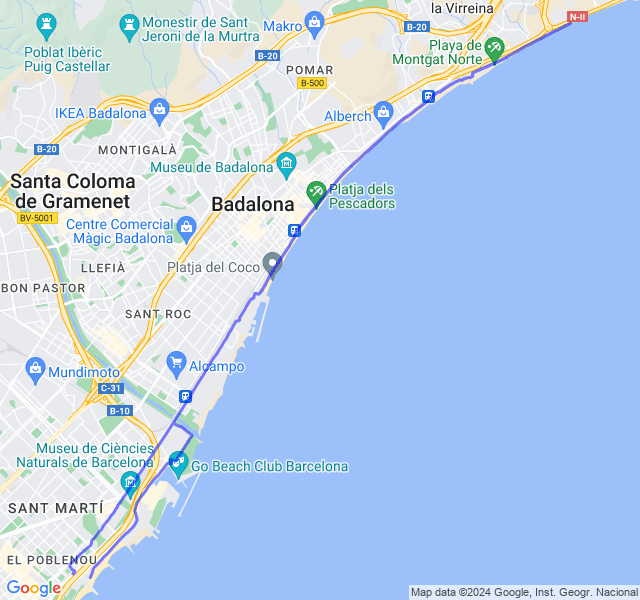 la Virreina
N-II
Monestir de Sant
Jeroni de la Murtra
Makro
B-20
Playa de
Montgat Norte
Poblat Ibèric
Puig Castellar
B-20
POMAR
B-500
IKEA Badalona
Alberch
B-20
MONTIGALÀ
Museu de Badalona
Santa Coloma
de Gramenet
BV-5001
Badalona
Platja dels
Pescadors
Centre Comercial
Màgic Badalona
LLEFIÀ
Platja del Coco
BON PASTOR
SANT ROC
Mundimoto
Alcampo
C-31
B-10
Museu de Ciències
Naturals de Barcelona
Go Beach Club Barcelona
SANT MARTÍ
EL POBLENOU
Google
Map data ©2024 Google, Inst. Geogr. Nacional